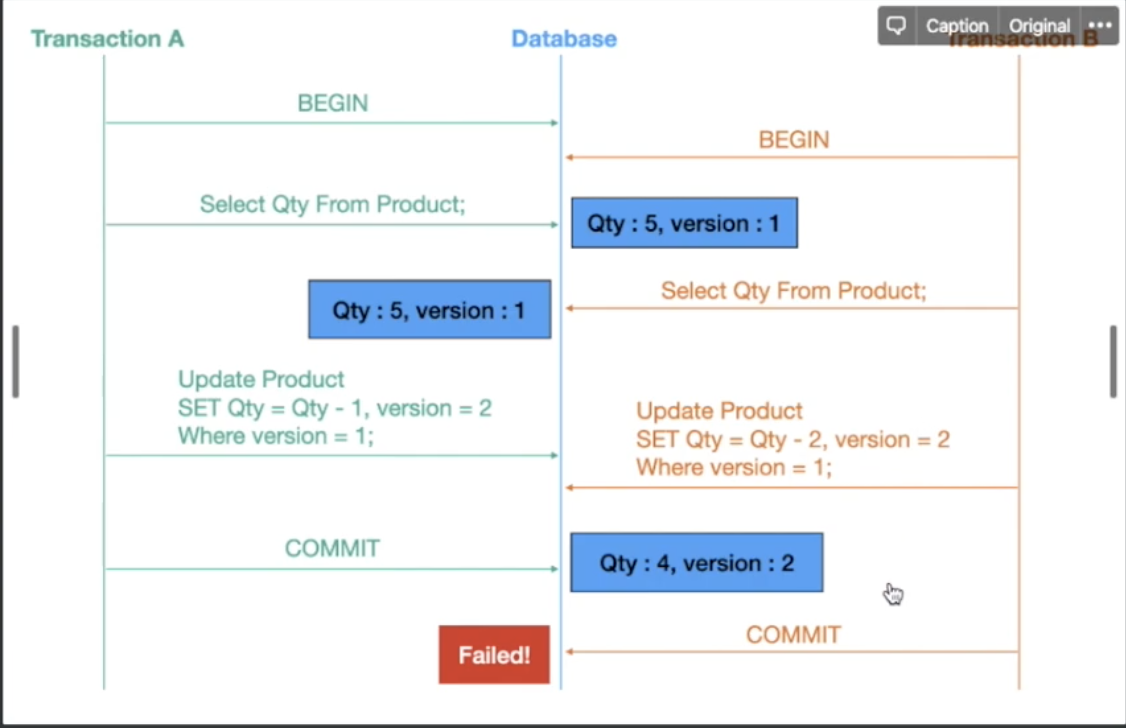 Transaction A
Database
Caption
Original
Transaction B
BEGIN
BEGIN
Select Qty From Product;
Qty : 5, version : 1
Select Qty From Product;
Qty : 5, version : 1
Update Product
SET Qty = Qty - 1, version = 2
Where version = 1;
Update Product
SET Qty = Qty - 2, version = 2
Where version = 1;
COMMIT
Qty : 4, version : 2
COMMIT
Failed!